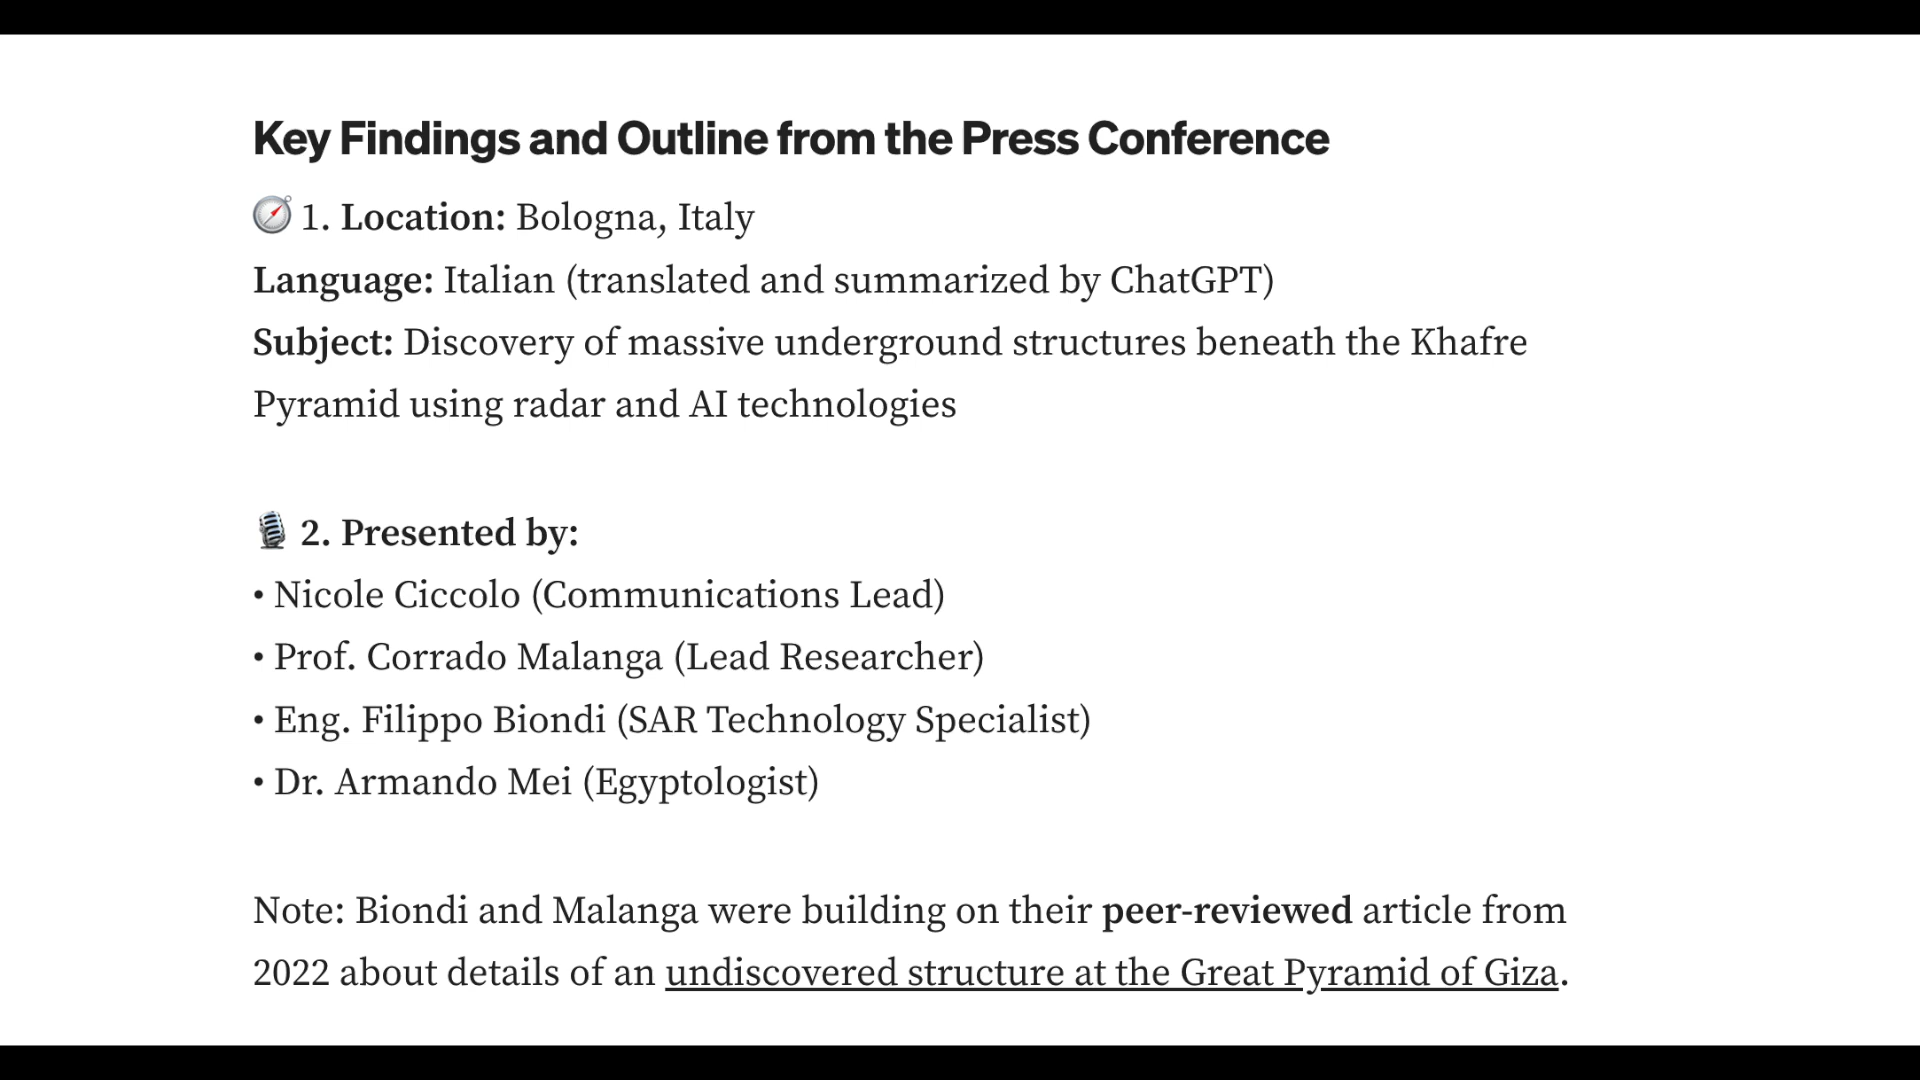 Key Findings and Outline from the Press Conference
🧭 1. Location: Bologna, Italy
Language: Italian (translated and summarized by ChatGPT)
Subject: Discovery of massive underground structures beneath the Khafre
Pyramid using radar and AI technologies
🎙️ 2. Presented by:
• Nicole Ciccolo (Communications Lead)
• Prof. Corrado Malanga (Lead Researcher)
• Eng. Filippo Biondi (SAR Technology Specialist)
• Dr. Armando Mei (Egyptologist)
Note: Biondi and Malanga were building on their peer-reviewed article from
2022 about details of an undiscovered structure at the Great Pyramid of Giza.